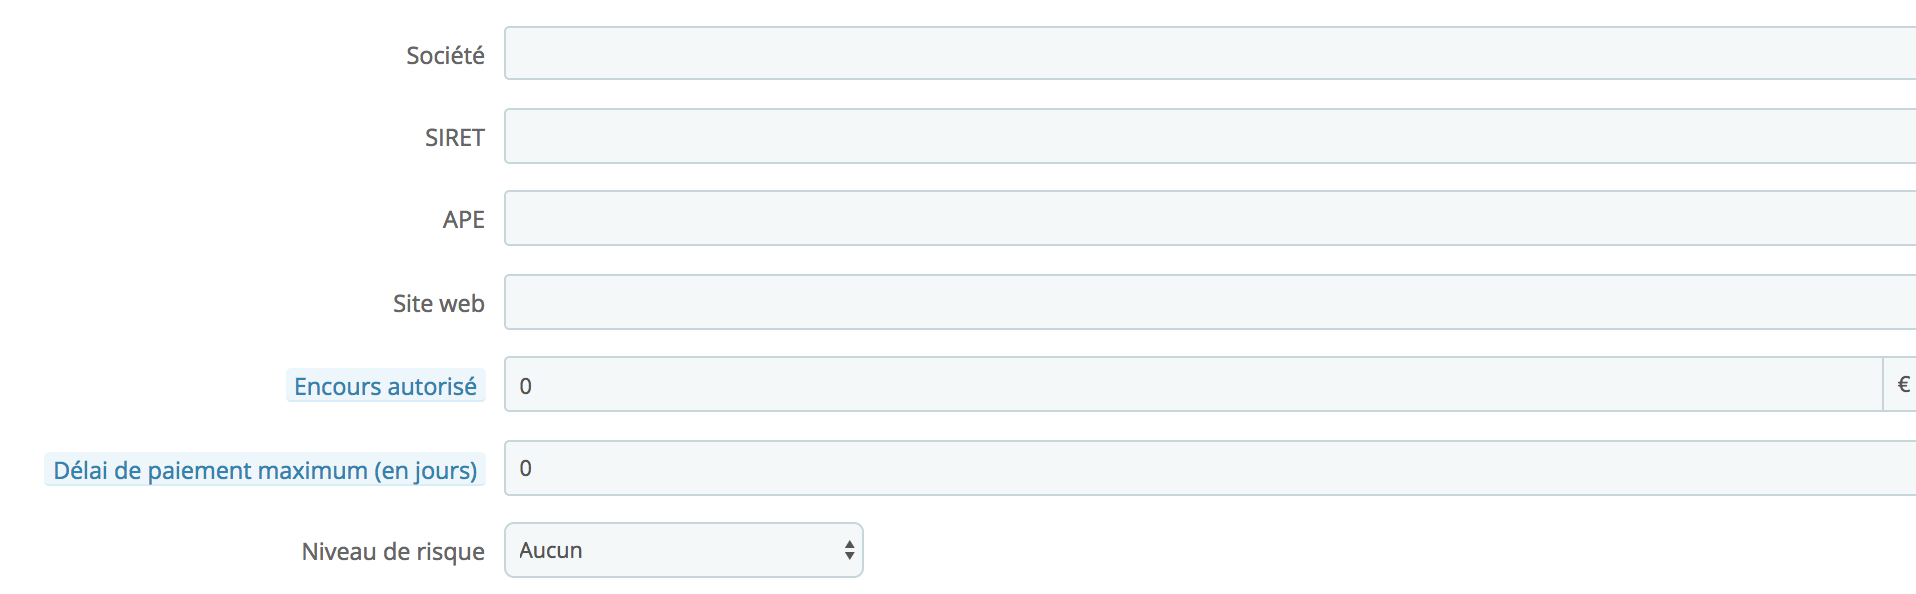 Société
SIRET
APE
Site web
Encours autorisé 0 €
Délai de paiement maximum (en jours) 0
Niveau de risque Aucun